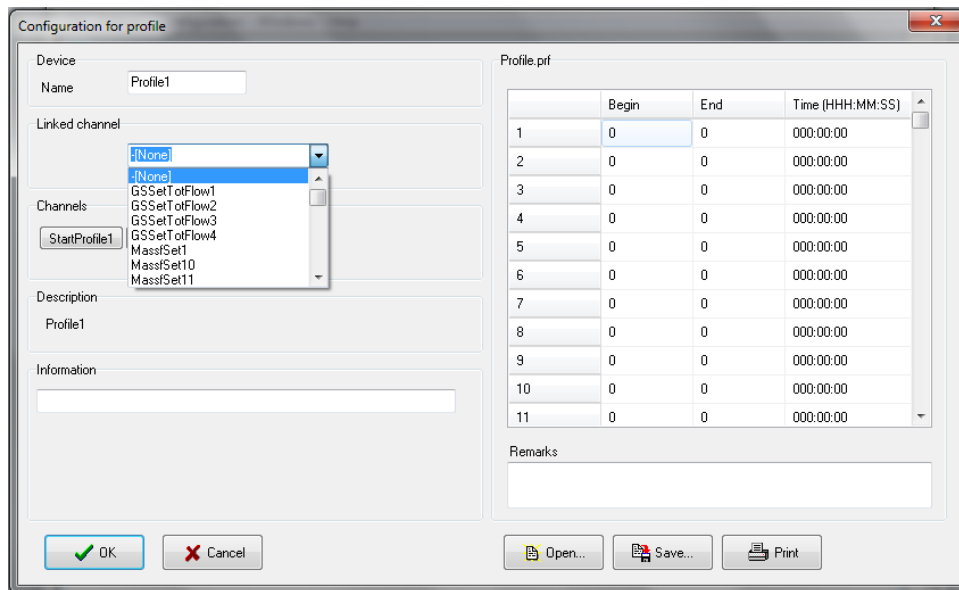 Configuration for profile
Device
Name
Profile1
Linked channel
-[None]
-[None]
GSSetTotFlow1
GSSetTotFlow2
GSSetTotFlow3
GSSetTotFlow4
MassfSet1
MassfSet10
MassfSet11
Channels
StartProfile1
Description
Profile1
Information
OK
Cancel
Profile.prf
Begin End Time (HHH:MM:SS)
1 0 0 000:00:00
2 0 0 000:00:00
3 0 0 000:00:00
4 0 0 000:00:00
5 0 0 000:00:00
6 0 0 000:00:00
7 0 0 000:00:00
8 0 0 000:00:00
9 0 0 000:00:00
10 0 0 000:00:00
11 0 0 000:00:00
Remarks
Open...
Save...
Print